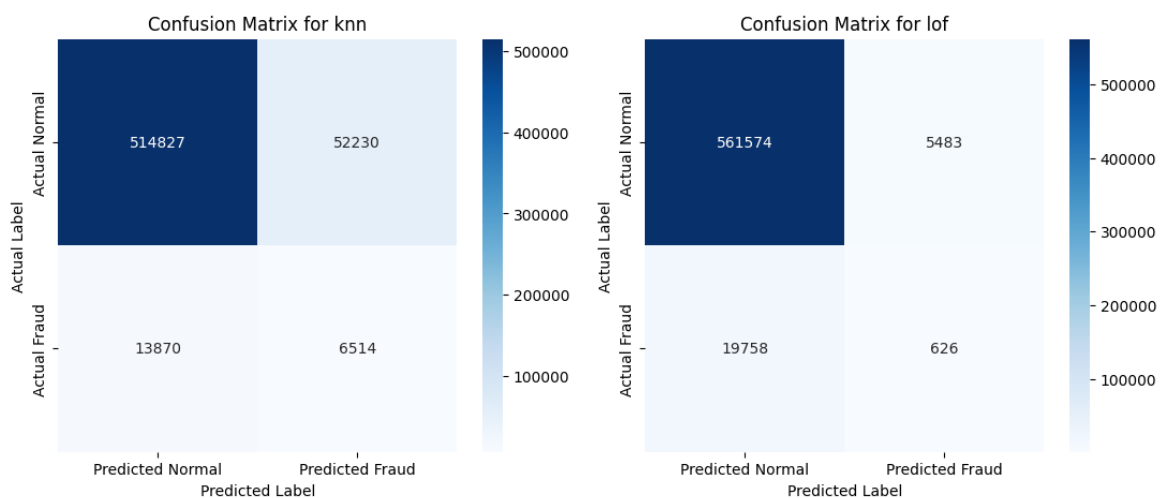 Confusion Matrix for knn
Actual Normal
Actual Fraud
Actual Label
514827
52230
13870
6514
Predicted Normal
Predicted Fraud
Predicted Label
500000
400000
300000
200000
100000
Confusion Matrix for lof
Actual Normal
Actual Fraud
Actual Label
561574
5483
19758
626
Predicted Normal
Predicted Fraud
Predicted Label
500000
400000
300000
200000
100000